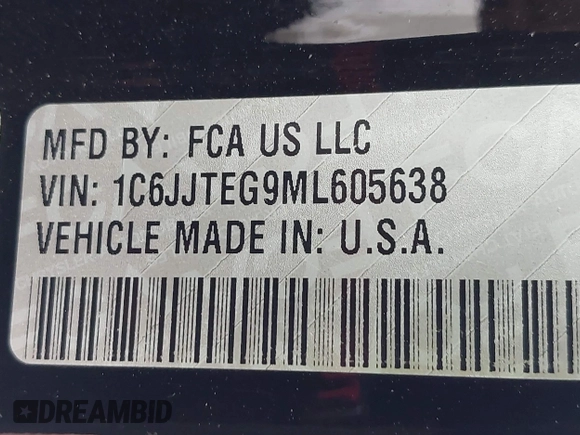 MFD BY: FCA US LLC
VIN: 1C6JJTEG9ML605638
VEHICLE MADE IN: U.S.A.
DREAMBID